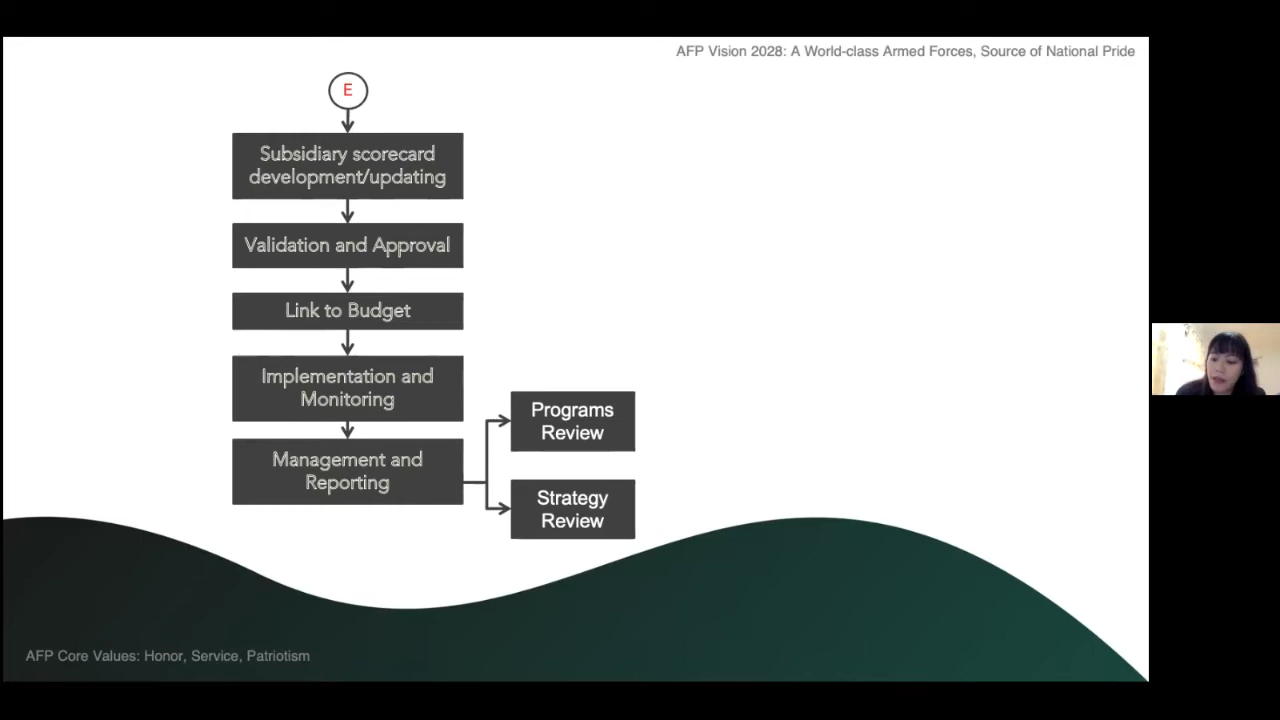 AFP Vision 2028: A World-class Armed Forces, Source of National Pride
E
Subsidiary scorecard
development/updating
Validation and Approval
Link to Budget
Implementation and
Monitoring
Management and
Reporting
Programs
Review
Strategy
Review
AFP Core Values: Honor, Service, Patriotism